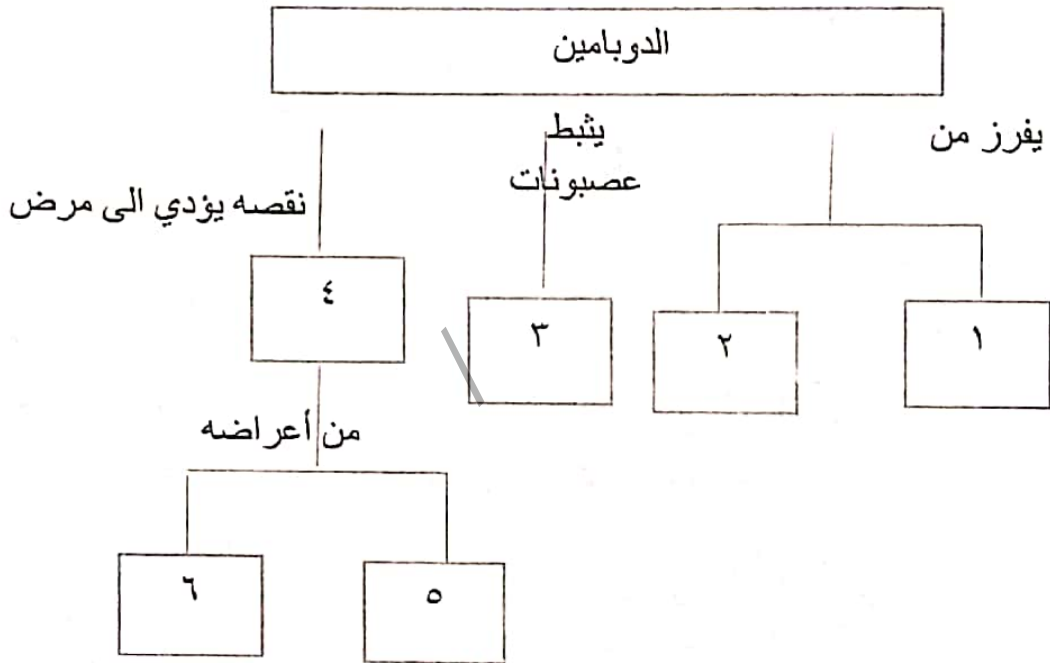 الدوبامين
يفرز من
يثبط
عصبونات
نقصه يؤدي الى مرض
١
٢
٣
٤
من أعراضه
٥
٦